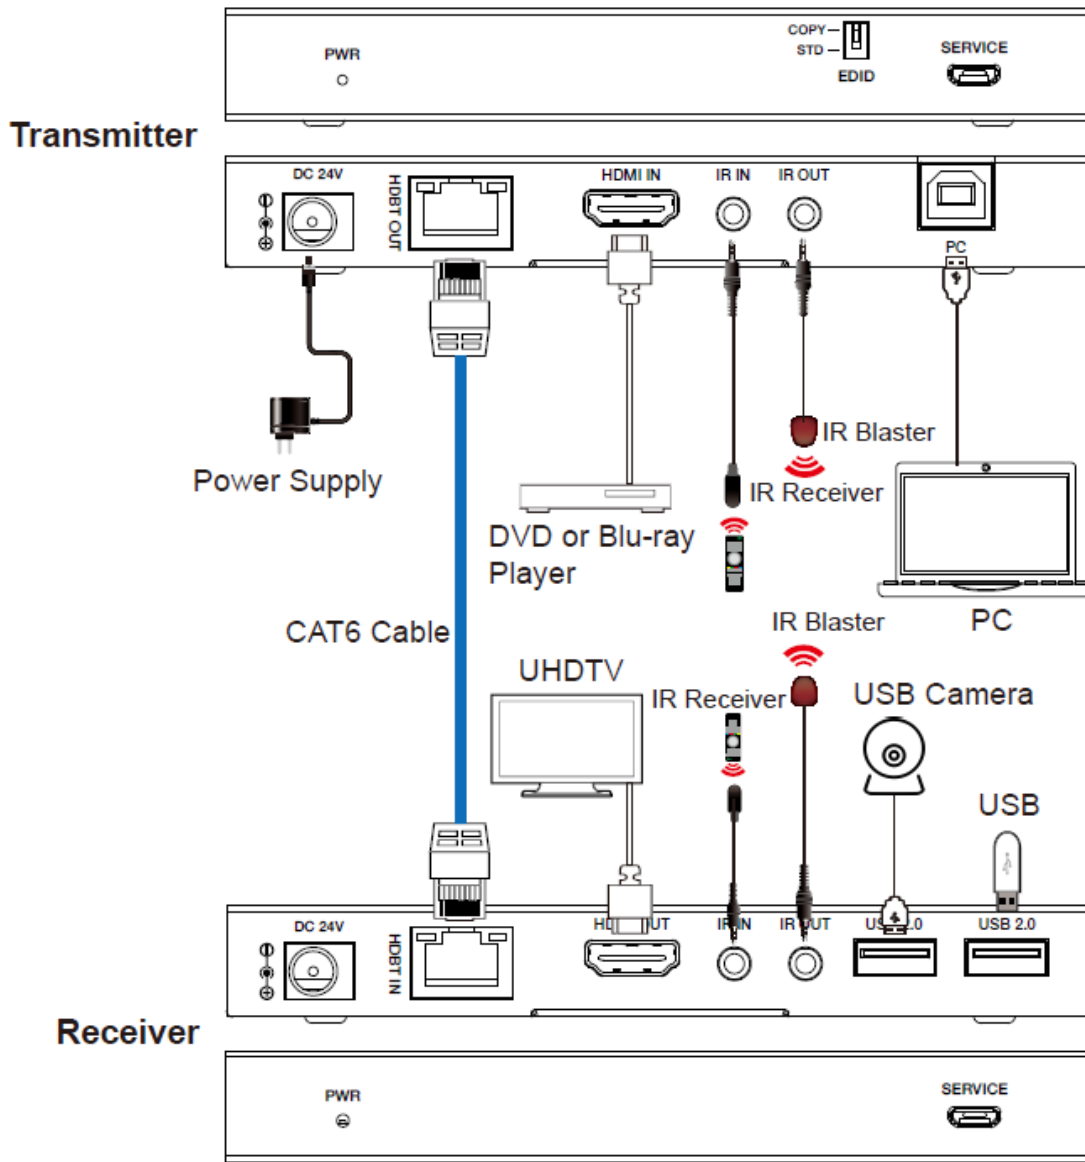 COPY
STD
EDID
PWR
SERVICE
Transmitter
DC 24V
HDBT OUT
HDMI IN
IR IN
IR OUT
PC
IR Blaster
IR Receiver
Power Supply
DVD or Blu-ray
Player
PC
CAT6 Cable
IR Blaster
UHDTV
IR Receiver
USB Camera
USB
DC 24V
HDBT IN
IR IN
USB 2.0
Receiver
PWR
SERVICE